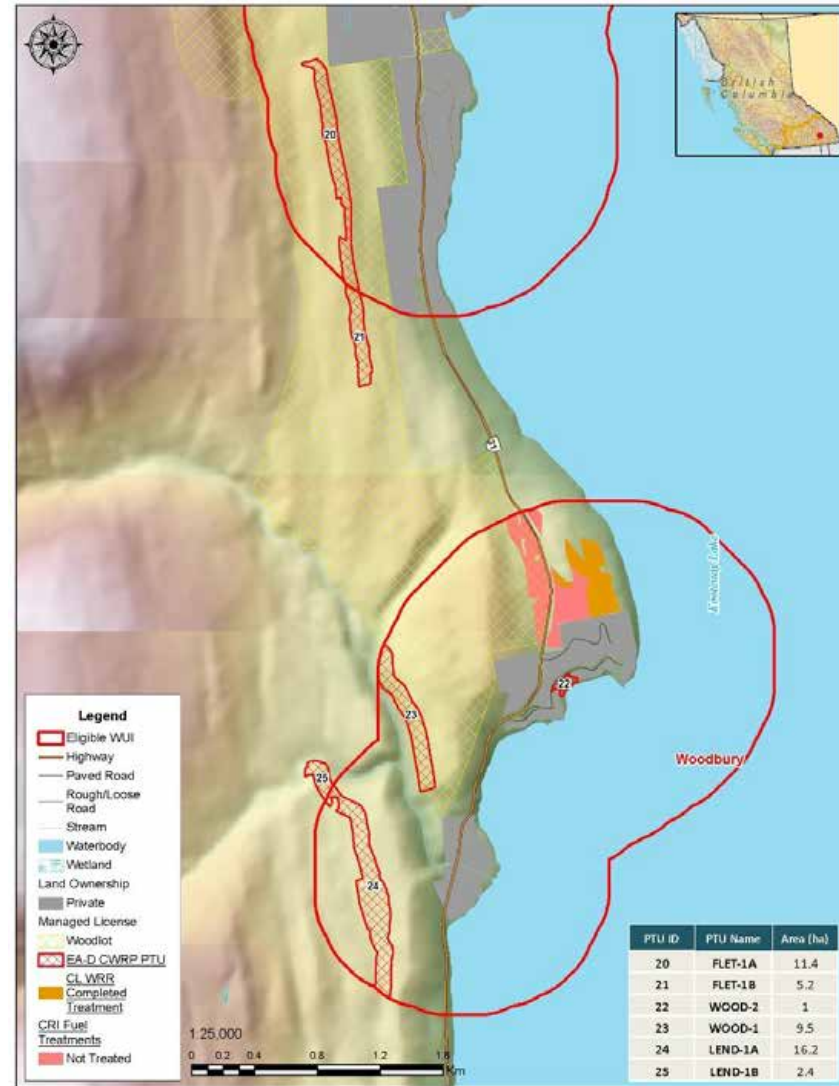 British
Columbia
20
21
31
Kootenay Lake
22
23
Woodbury
25
24
Legend
Eligible WUI
Highway
Paved Road
Rough/Loose
Road
Stream
Waterbody
Wetland
Land Ownership
Private
Managed License
Woodlot
EA-D CWRP PTU
CL WRR
Completed
Treatment
CRI Fuel
Treatments
Not Treated
1:25,000
0 0.2 0.4 0.8 1.2 1.6
Km
PTU ID PTU Name Area (ha)
20 FLET-1A 11.4
21 FLET-1B 5.2
22 WOOD-2 1
23 WOOD-1 9.5
24 LEND-1A 16.2
25 LEND-1B 2.4